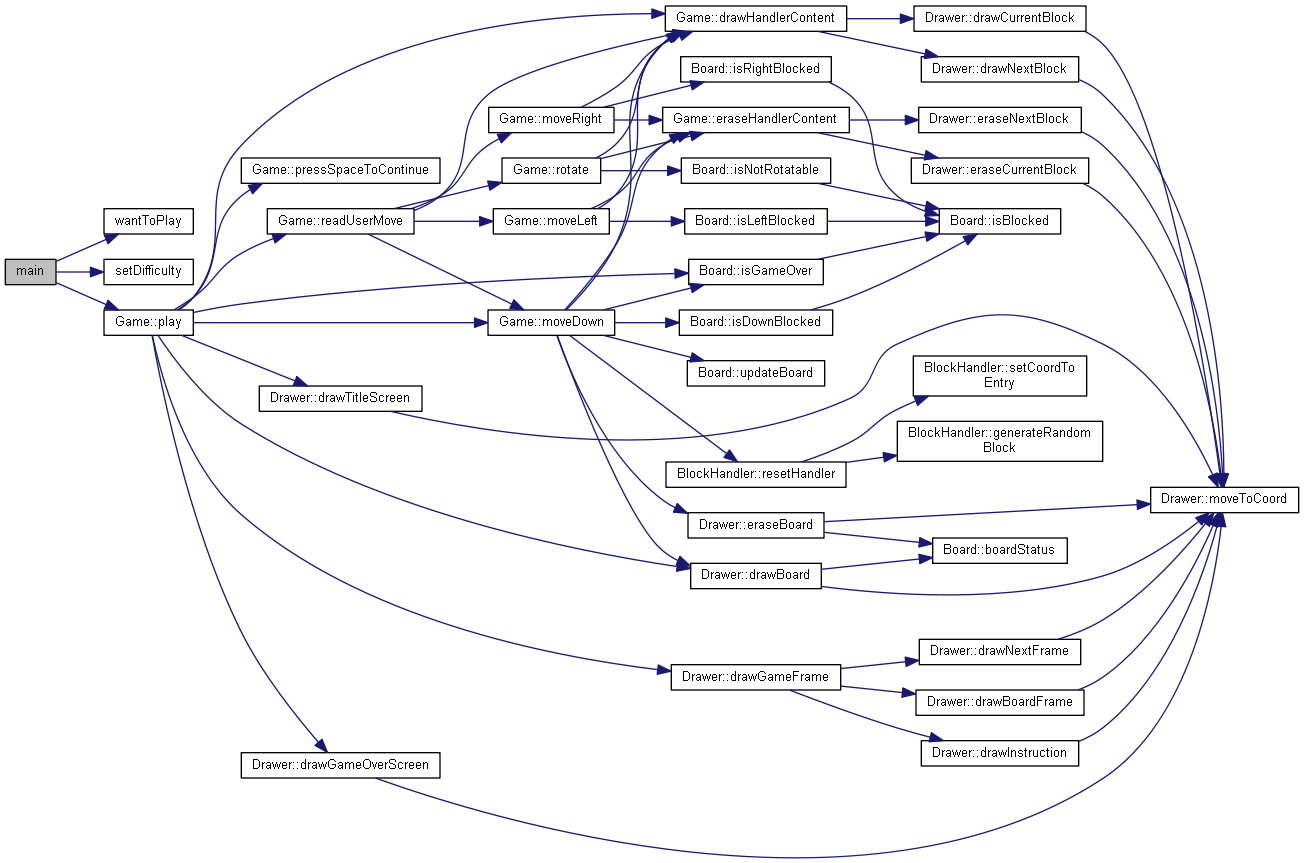 main
wantToPlay
setDifficulty
Game::play
Game::pressSpaceToContinue
Game::readUserMove
Drawer::drawTitleScreen
Drawer::drawGameOverScreen
Game::moveRight
Game::rotate
Game::moveLeft
Game::moveDown
Game::drawHandlerContent
Board::isRightBlocked
Game::eraseHandlerContent
Board::isNotRotatable
Board::isLeftBlocked
Board::isGameOver
Board::isDownBlocked
Board::updateBoard
BlockHandler::resetHandler
Drawer::eraseBoard
Drawer::drawBoard
Drawer::drawGameFrame
Drawer::drawCurrentBlock
Drawer::drawNextBlock
Drawer::eraseNextBlock
Drawer::eraseCurrentBlock
Board::isBlocked
BlockHandler::setCoordTo
Entry
BlockHandler::generateRandom
Block
Board::boardStatus
Drawer::drawNextFrame
Drawer::drawBoardFrame
Drawer::drawInstruction
Drawer::moveToCoord